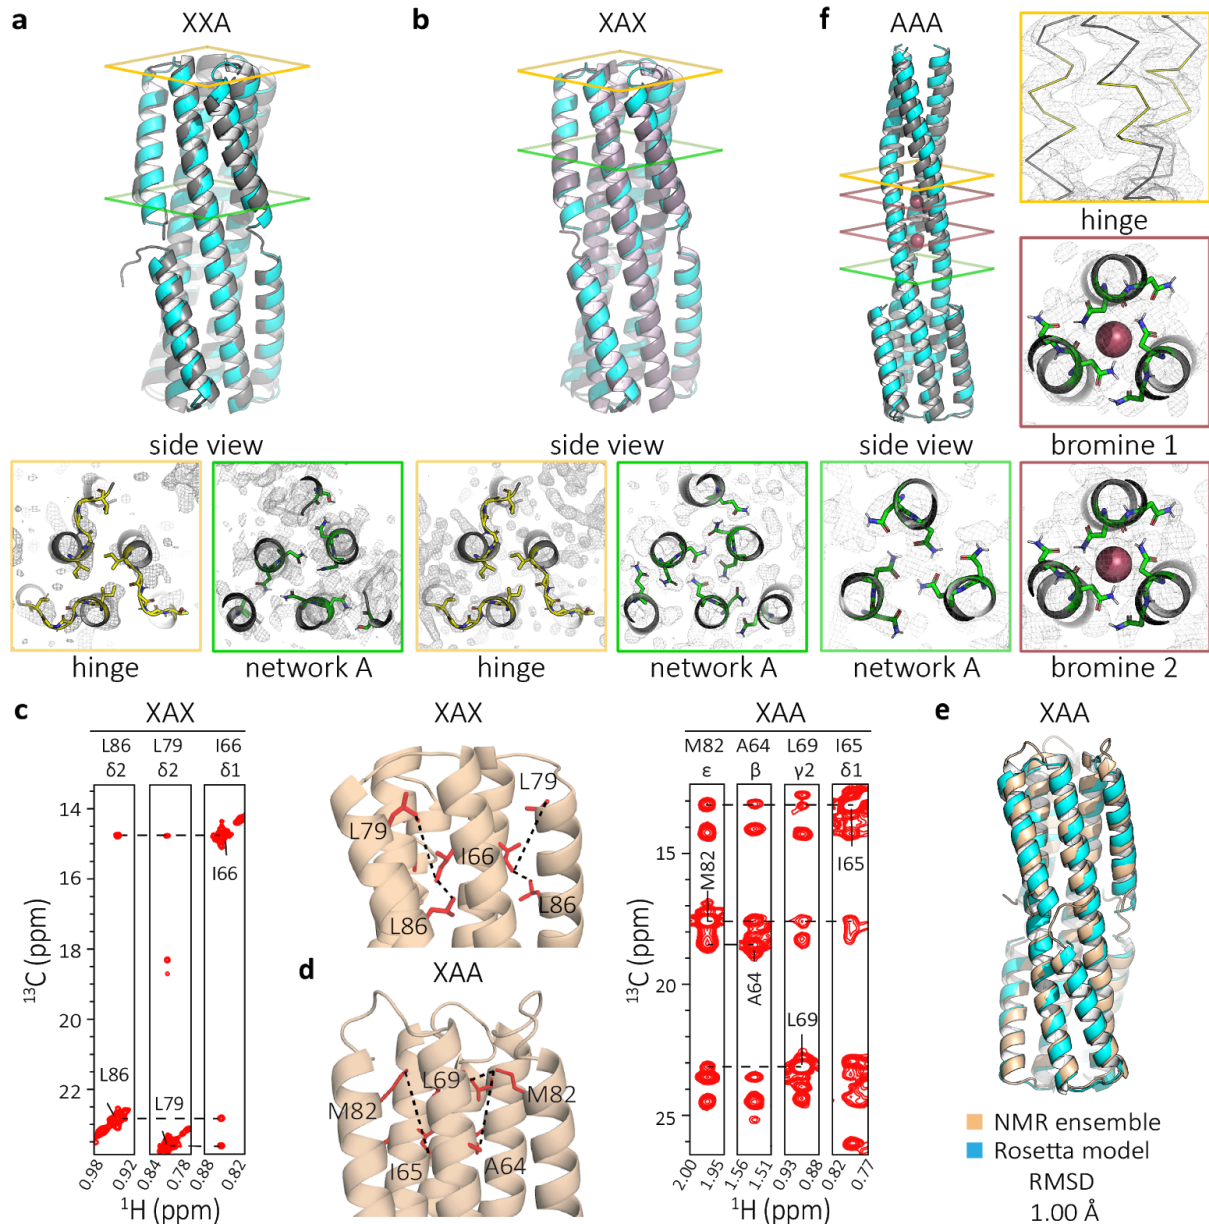 a
XXA
b
XAX
f
AAA
hinge
bromine 1
side view
side view
side view
hinge
network A
hinge
network A
network A
bromine 2
c
XAX
L86 L79 I66
δ2 δ2 δ1
14
16
18
20
22
13C (ppm)
I66
L86
L79
0.98 0.92 0.84 0.78 0.88 0.82
1H (ppm)
XAX
L79
L79
I66
L86
L86
d
XAA
L69
M82
M82
I65
A64
XAA
M82 A64 L69 I65
ε β γ2 δ1
15
20
25
13C (ppm)
M82
I65
A64
L69
2.00 1.95 1.56 1.51 0.93 0.88 0.82 0.77
1H (ppm)
e
XAA
NMR ensemble
Rosetta model
RMSD
1.00 Å